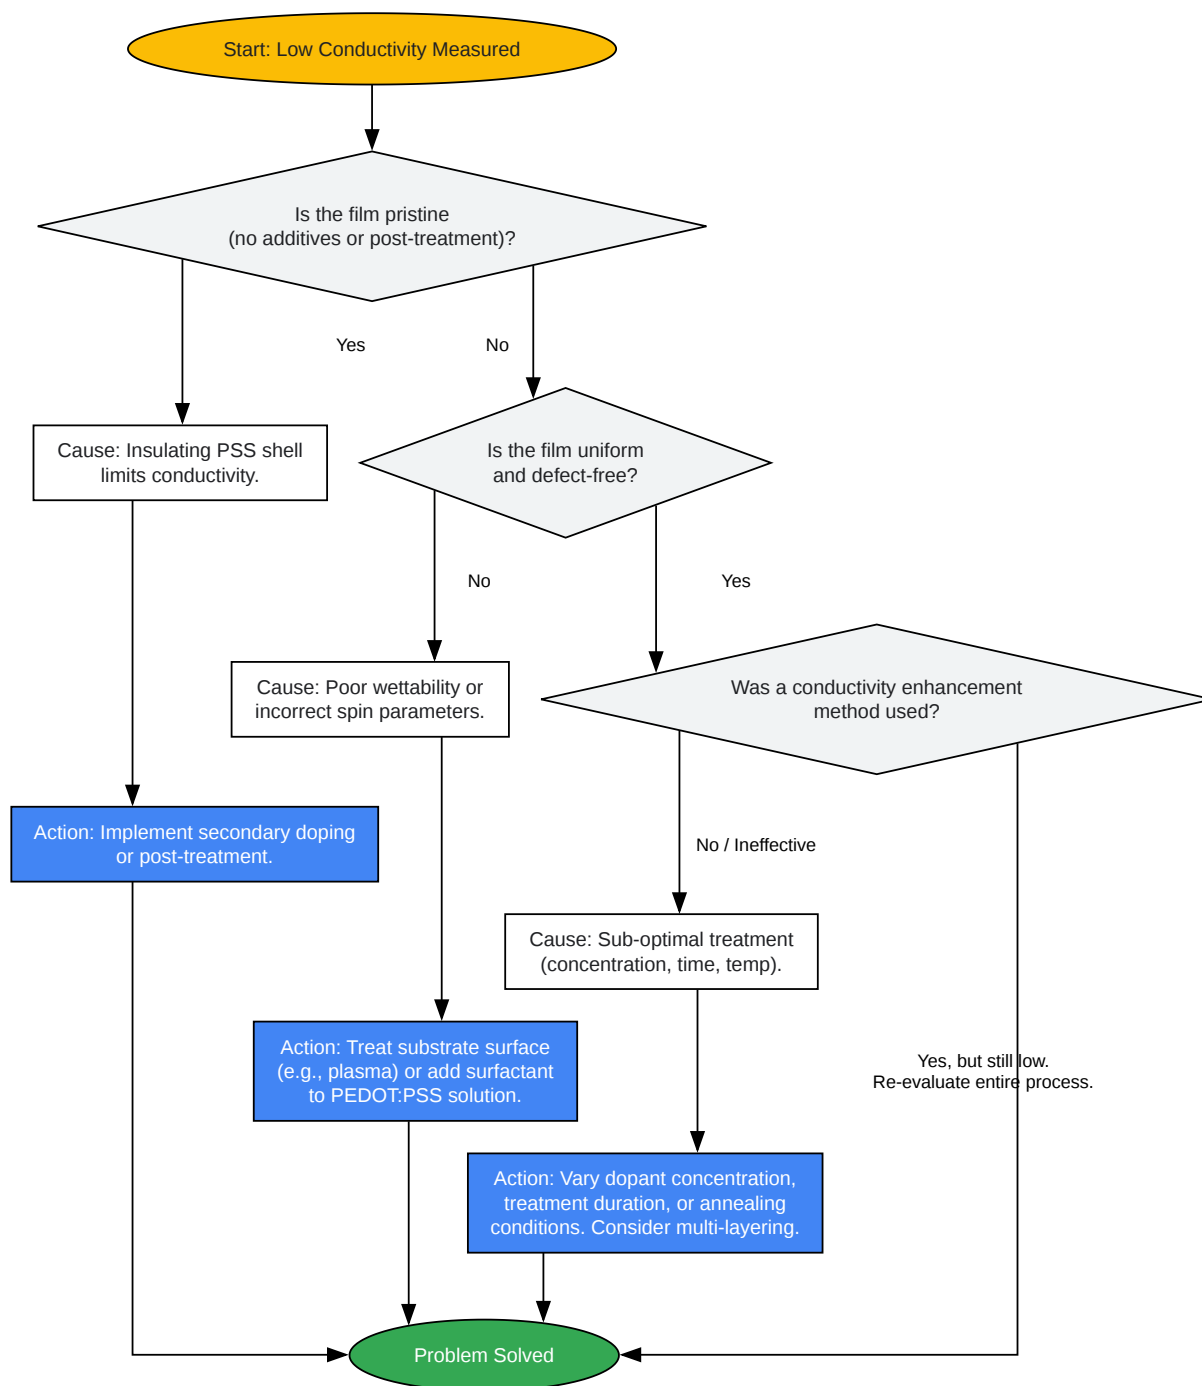 Start: Low Conductivity Measured
Is the film pristine
(no additives or post-treatment)?
Yes
No
Cause: Insulating PSS shell
limits conductivity.
Is the film uniform
and defect-free?
No
Yes
Cause: Poor wettability or
incorrect spin parameters.
Was a conductivity enhancement
method used?
Action: Implement secondary doping
or post-treatment.
No / Ineffective
Cause: Sub-optimal treatment
(concentration, time, temp).
Action: Treat substrate surface
(e.g., plasma) or add surfactant
to PEDOT:PSS solution.
Yes, but still low.
Re-evaluate entire process.
Action: Vary dopant concentration,
treatment duration, or annealing
conditions. Consider multi-layering.
Problem Solved